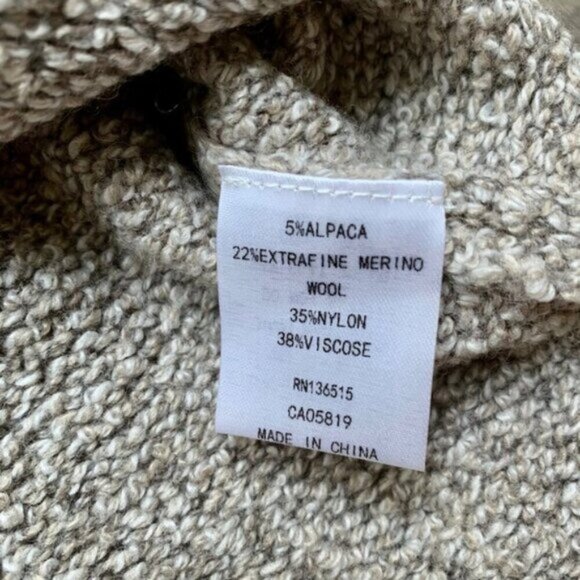 5%ALPACA
22%EXTRAFINE MERINO
WOOL
35%NYLON
38%VISCOSE
RN136515
CA05819
MADE IN CHINA